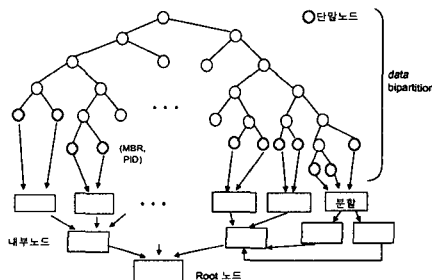 단말노드
data
bipartition
(MBR,
PID)
. . .
분할
. . .
내부노드
Root 노드